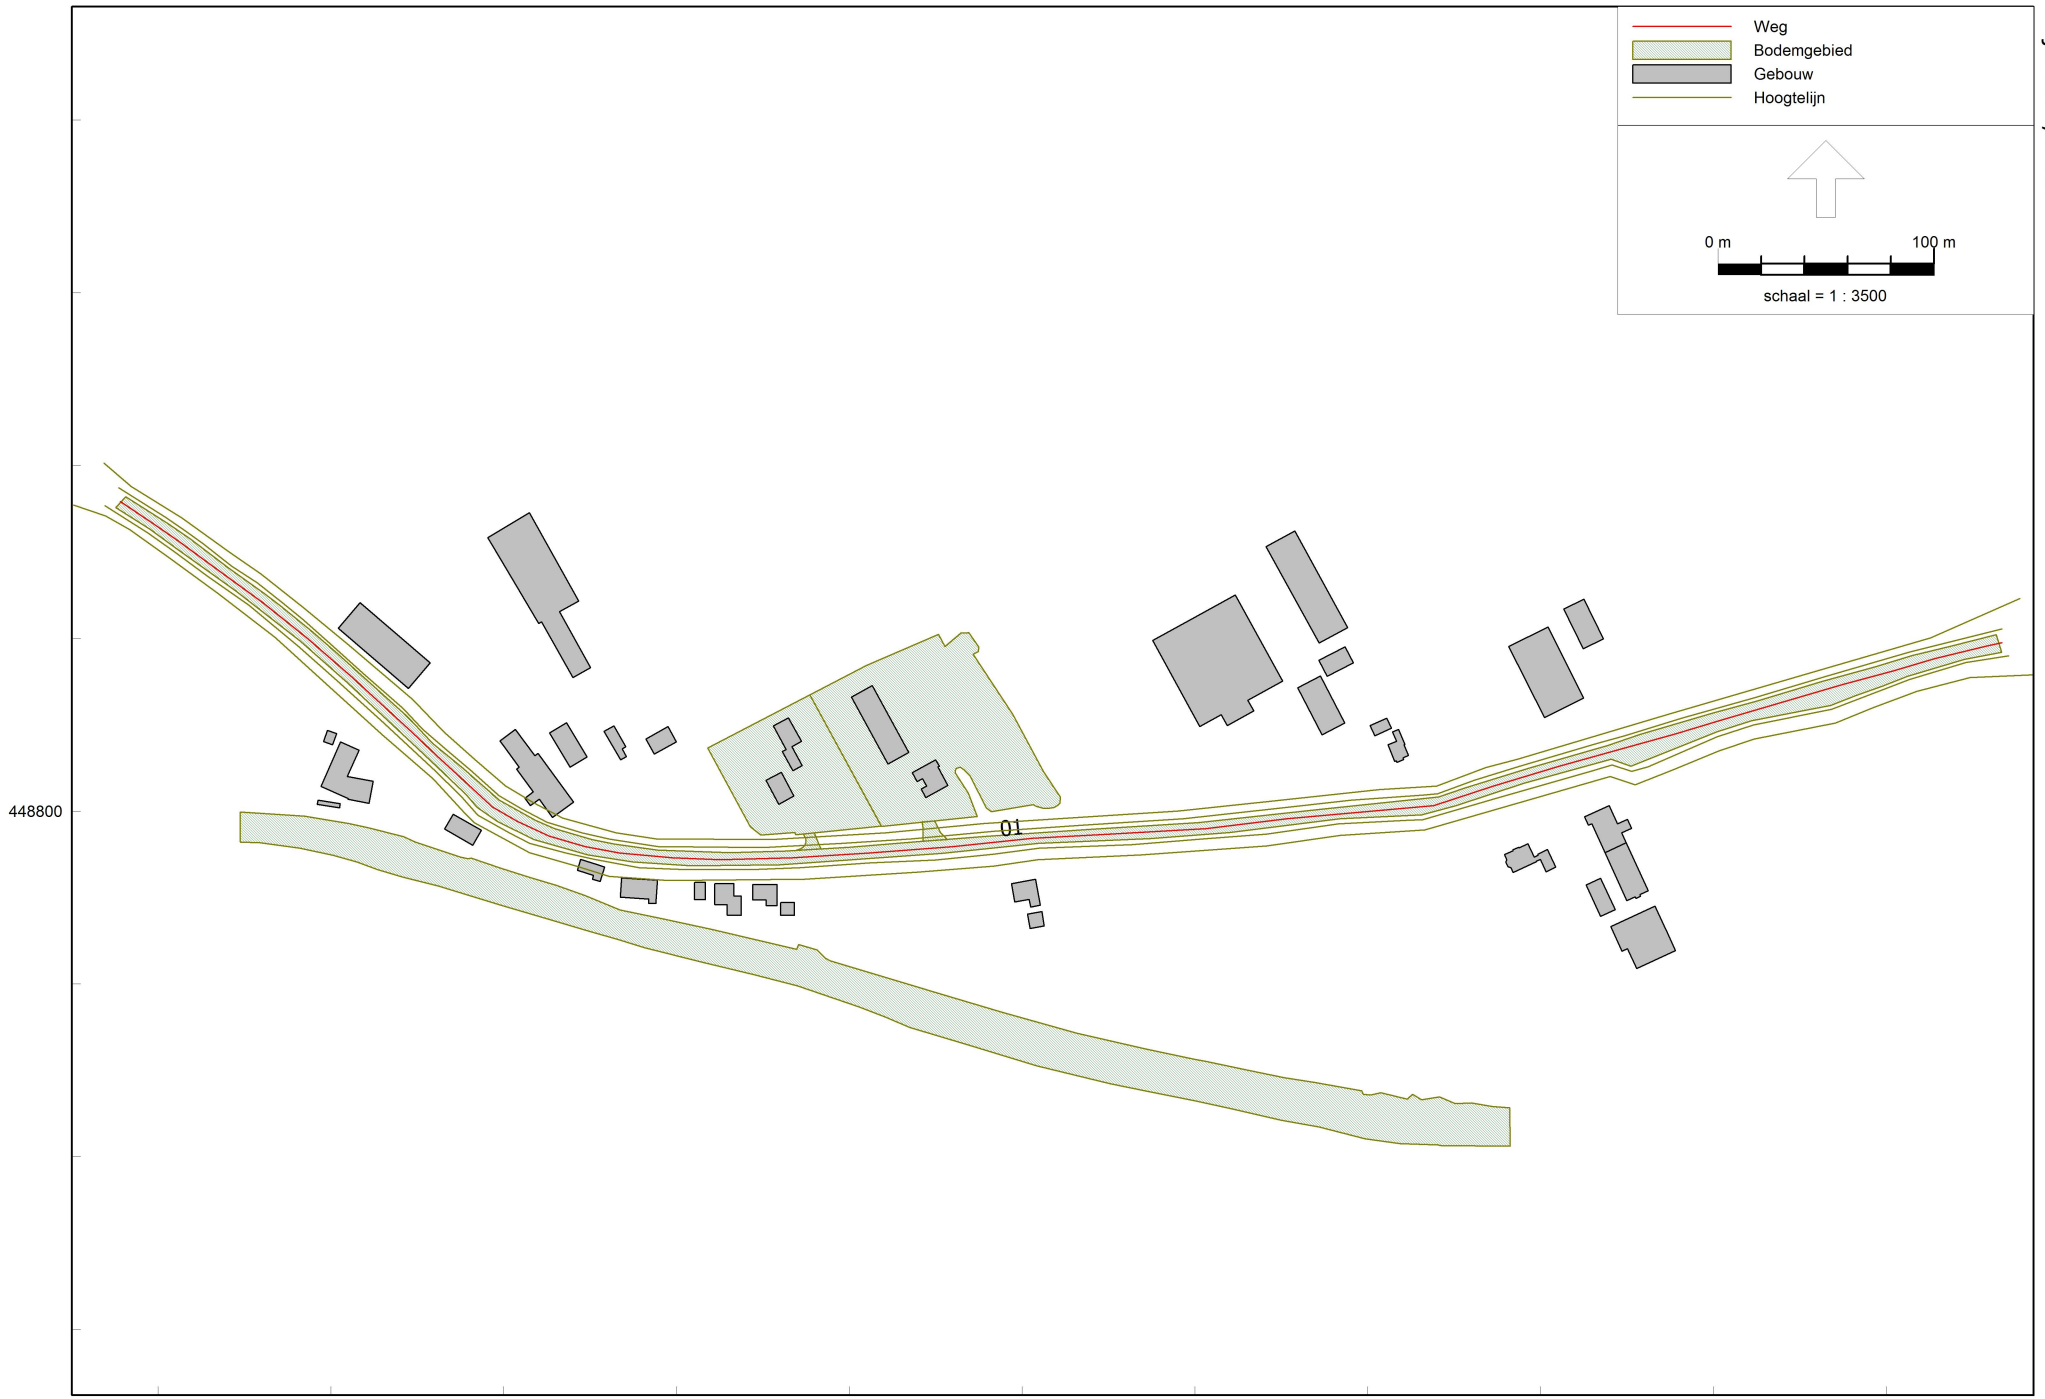 Weg
Bodemgebied
Gebouw
Hoogtelijn
0 m 100 m
schaal = 1 : 3500
448800
01